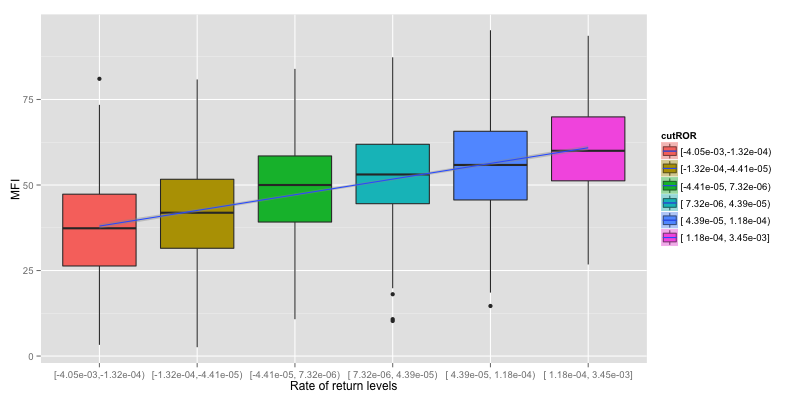 MFI
75
50
25
0
[-4.05e-03,-1.32e-04) [-1.32e-04,-4.41e-05) [-4.41e-05, 7.32e-06) [ 7.32e-06, 4.39e-05) [ 4.39e-05, 1.18e-04) [ 1.18e-04, 3.45e-03]
Rate of return levels
cutROR
[-4.05e-03,-1.32e-04)
[-1.32e-04,-4.41e-05)
[-4.41e-05, 7.32e-06)
[ 7.32e-06, 4.39e-05)
[ 4.39e-05, 1.18e-04)
[ 1.18e-04, 3.45e-03]